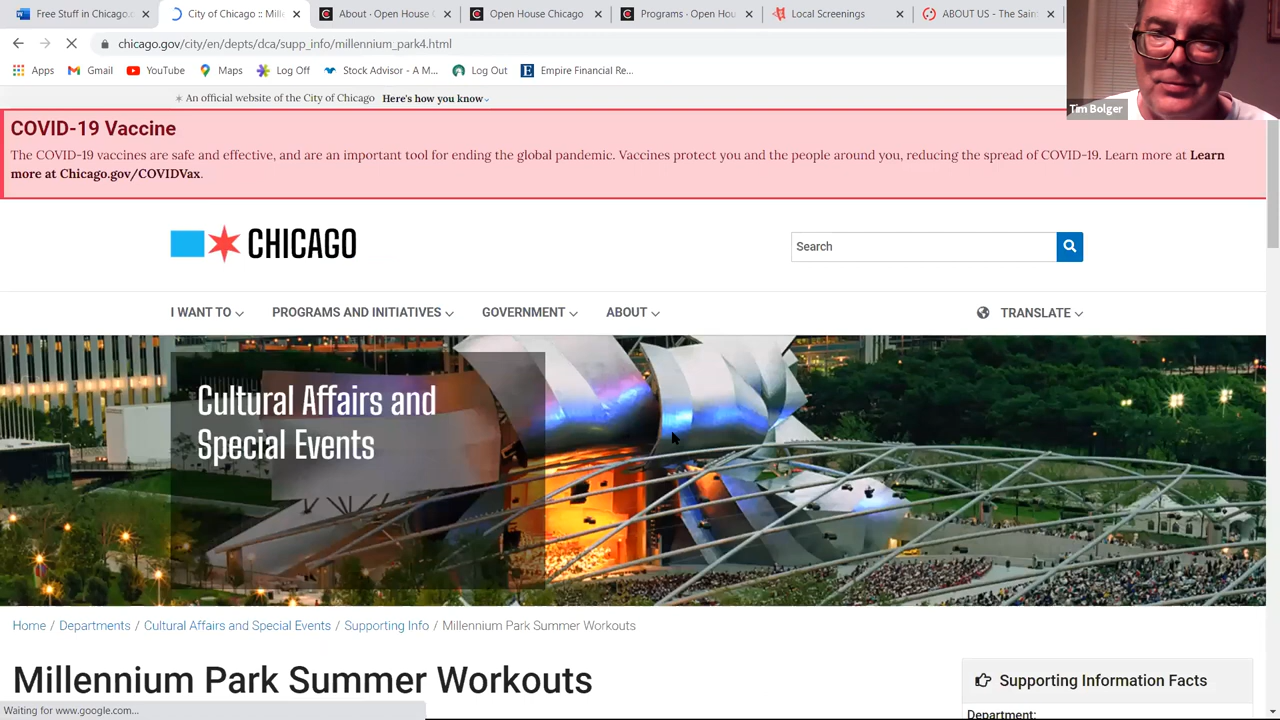 Free Stuff in Chicago.c
City of Chicago :: Mille
About · Open House C
Open House Chicago
Programs · Open Hou
Local Screenings
ABOUT US - The Sain
chicago.gov/city/en/depts/dca/supp_info/millennium_park4.html
Apps
Gmail
YouTube
Maps
Log Off
Stock Advisor - A M...
Log Out
Empire Financial Re...
Tim Bolger
An official website of the City of Chicago Here's how you know
COVID-19 Vaccine
The COVID-19 vaccines are safe and effective, and are an important tool for ending the global pandemic. Vaccines protect you and the people around you, reducing the spread of COVID-19. Learn more at Learn
more at Chicago.gov/COVIDVax.
CHICAGO
Search
I WANT TO
PROGRAMS AND INITIATIVES
GOVERNMENT
ABOUT
TRANSLATE
Cultural Affairs and
Special Events
Home / Departments / Cultural Affairs and Special Events / Supporting Info / Millennium Park Summer Workouts
Millennium Park Summer Workouts
Supporting Information Facts
Department:
Waiting for www.google.com...